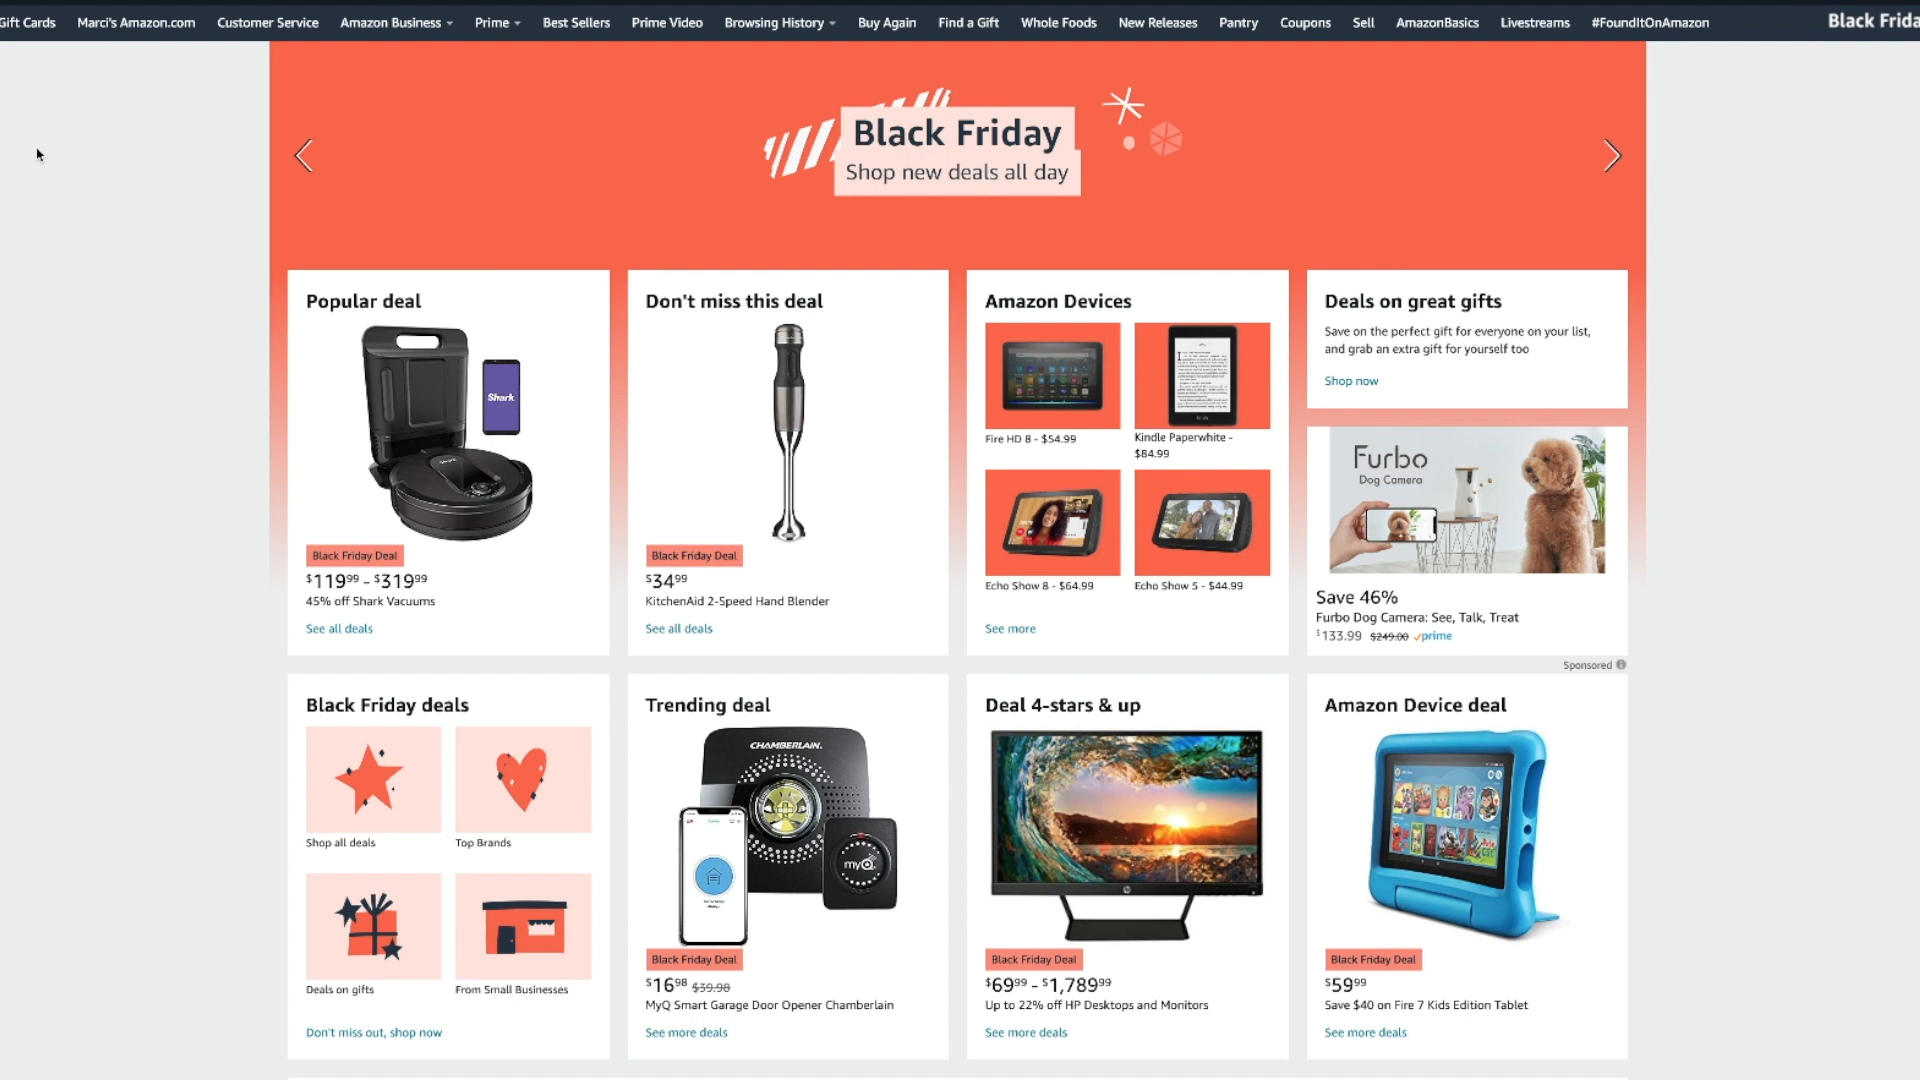 Gift Cards Marci's Amazon.com Customer Service Amazon Business Prime Best Sellers Prime Video Browsing History Buy Again Find a Gift Whole Foods New Releases Pantry Coupons Sell AmazonBasics Livestreams #FoundItOnAmazon Black Frida
Black Friday
Shop new deals all day
Popular deal
Shark
Black Friday Deal
$119.99 - $319.99
45% off Shark Vacuums
See all deals
Don't miss this deal
Black Friday Deal
$34.99
KitchenAid 2-Speed Hand Blender
See all deals
Amazon Devices
Fire HD 8 - $54.99
Kindle Paperwhite -
$84.99
Echo Show 8 - $64.99
Echo Show 5 - $44.99
See more
Deals on great gifts
Save on the perfect gift for everyone on your list,
and grab an extra gift for yourself too
Shop now
Furbo
Dog Camera
Save 46%
Furbo Dog Camera: See, Talk, Treat
$133.99 $249.00 prime
Sponsored
Black Friday deals
Shop all deals
Top Brands
Deals on gifts
From Small Businesses
Don't miss out, shop now
Trending deal
CHAMBERLAIN.
myQ
Black Friday Deal
$16.98 $39.98
MyQ Smart Garage Door Opener Chamberlain
See more deals
Deal 4-stars & up
hp
Black Friday Deal
$69.99 - $1,789.99
Up to 22% off HP Desktops and Monitors
See more deals
Amazon Device deal
Black Friday Deal
$59.99
Save $40 on Fire 7 Kids Edition Tablet
See more deals